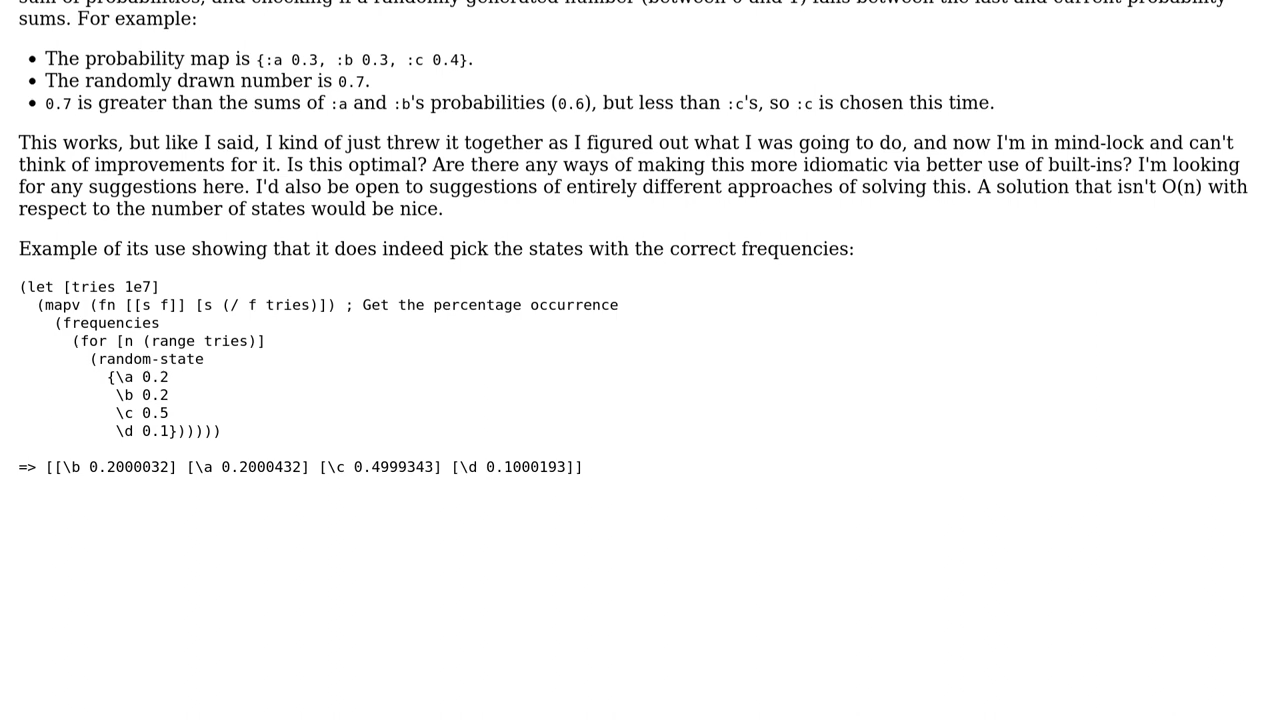 sums. For example:
• The probability map is {:a 0.3, :b 0.3, :c 0.4}.
• The randomly drawn number is 0.7.
• 0.7 is greater than the sums of :a and :b's probabilities (0.6), but less than :c's, so :c is chosen this time.
This works, but like I said, I kind of just threw it together as I figured out what I was going to do, and now I'm in mind-lock and can't
think of improvements for it. Is this optimal? Are there any ways of making this more idiomatic via better use of built-ins? I'm looking
for any suggestions here. I'd also be open to suggestions of entirely different approaches of solving this. A solution that isn't O(n) with
respect to the number of states would be nice.
Example of its use showing that it does indeed pick the states with the correct frequencies:
(let [tries 1e7]
  (mapv (fn [[s f]] [s (/ f tries)]) ; Get the percentage occurrence
    (frequencies
      (for [n (range tries)]
        (random-state
          {\a 0.2
           \b 0.2
           \c 0.5
           \d 0.1})))))
=> [[\b 0.2000032] [\a 0.2000432] [\c 0.4999343] [\d 0.1000193]]